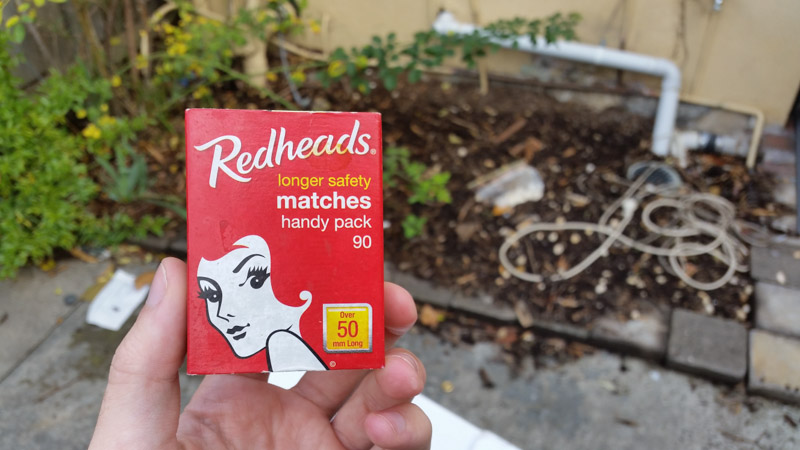 Redheads®
longer safety
matches
handy pack
90
Over
50
mm Long
©